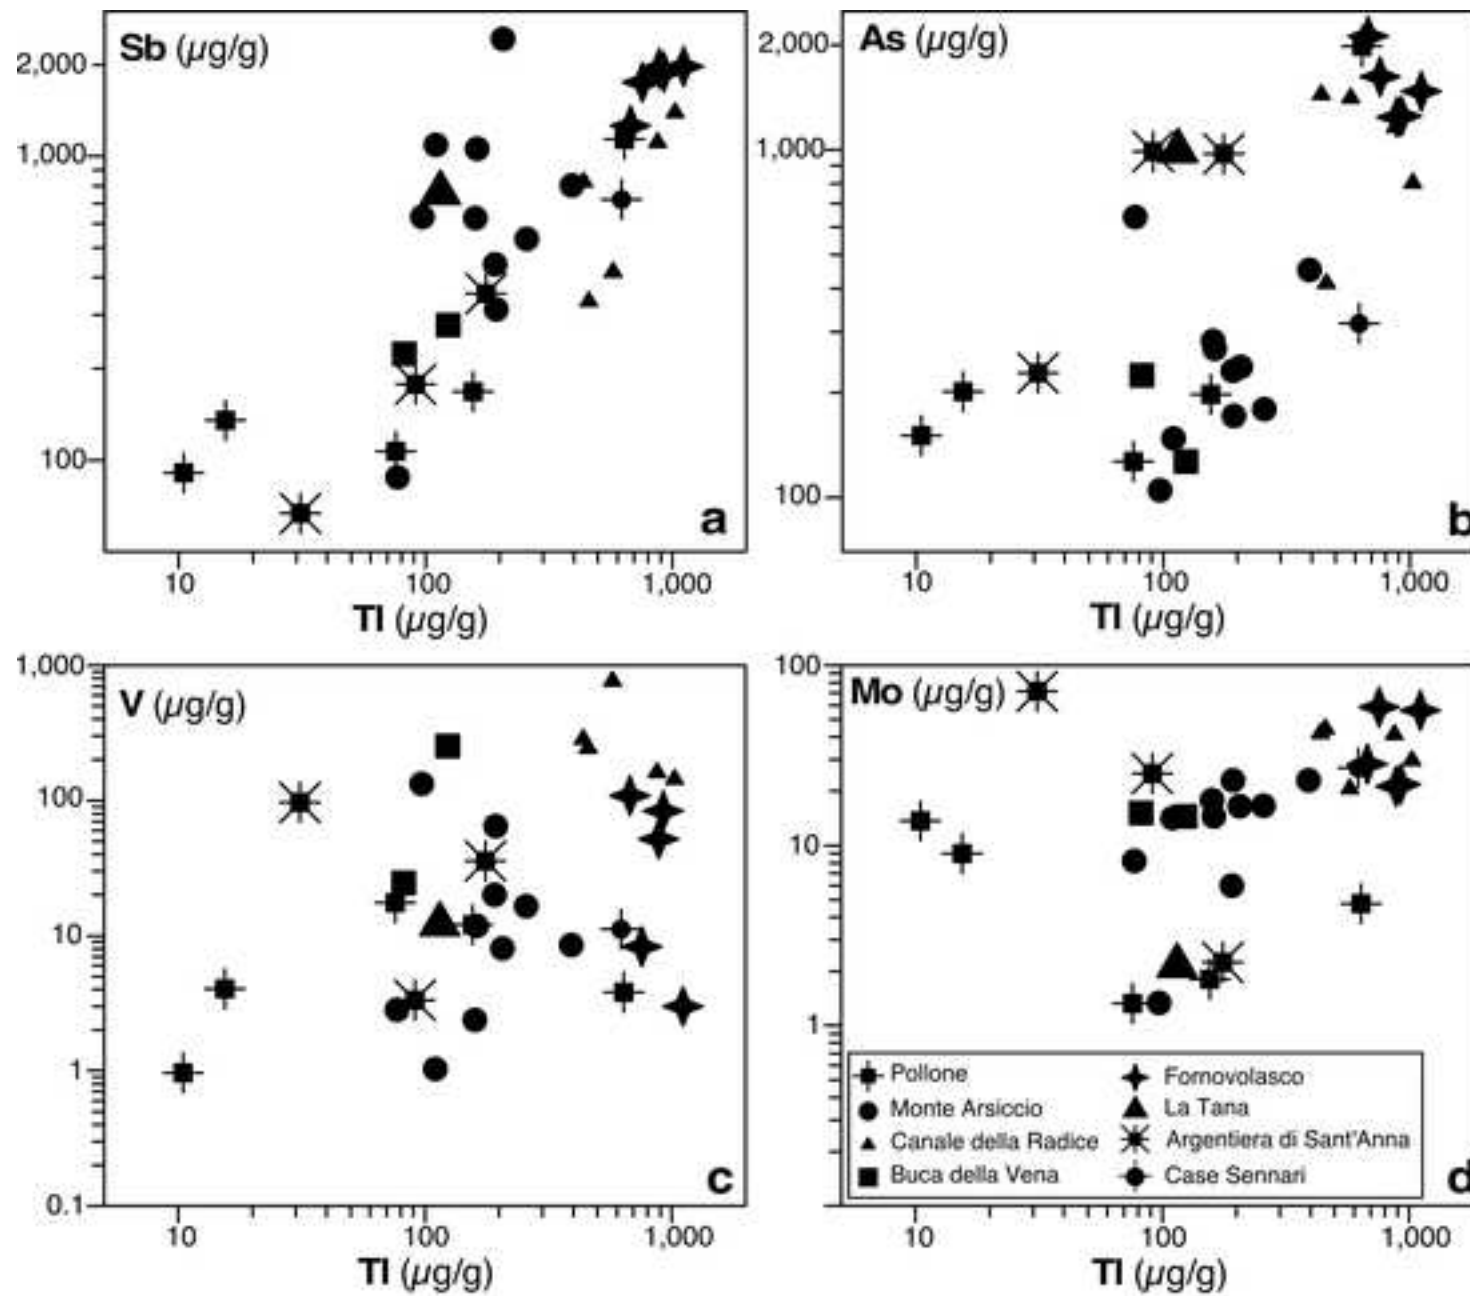 Sb (µg/g)
2,000
1,000
100
a
10 100 1,000
Tl (µg/g)
As (µg/g)
2,000
1,000
100
b
10 100 1,000
Tl (µg/g)
V (µg/g)
1,000
100
10
1
0.1
c
10 100 1,000
Tl (µg/g)
Mo (µg/g)
100
10
1
Pollone
Monte Arsiccio
Canale della Radice
Buca della Vena
Fornovolasco
La Tana
Argentiera di Sant'Anna
Case Sennari
d
10 100 1,000
Tl (µg/g)